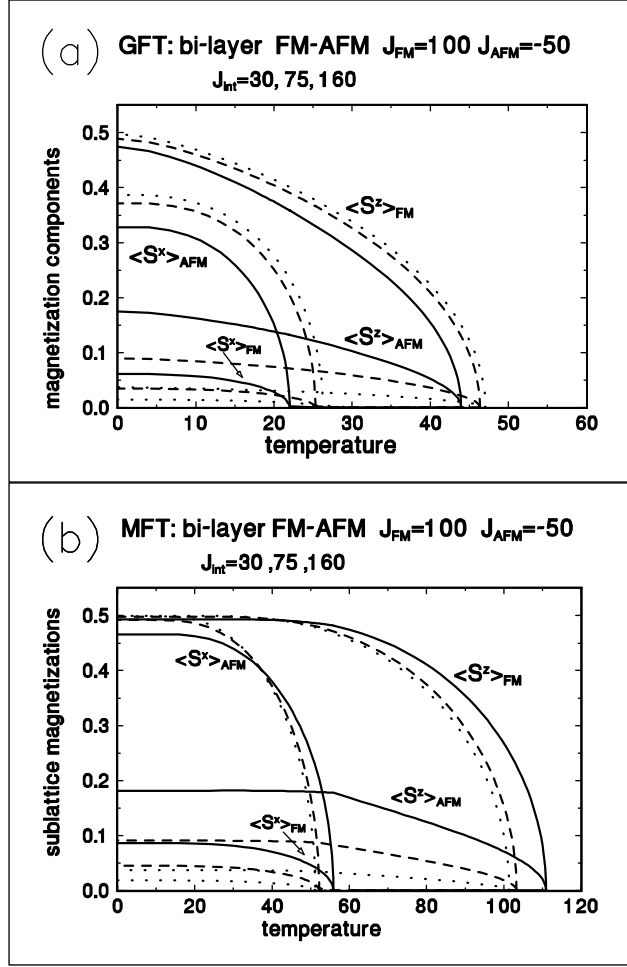 (a) GFT: bi-layer FM-AFM J_FM=100 J_AFM=-50
J_int=30, 75, 160
0.5
<S^z>_FM
0.4
0.3
<S^x>_AFM
0.2
<S^x>_FM
<S^z>_AFM
0.1
0.0
0 10 20 30 40 50 60
magnetization components
temperature
(b) MFT: bi-layer FM-AFM J_FM=100 J_AFM=-50
J_int=30 ,75 ,160
0.5
<S^x>_AFM
<S^z>_FM
0.4
0.3
0.2
<S^z>_AFM
<S^x>_FM
0.1
0.0
0 20 40 60 80 100 120
sublattice magnetizations
temperature